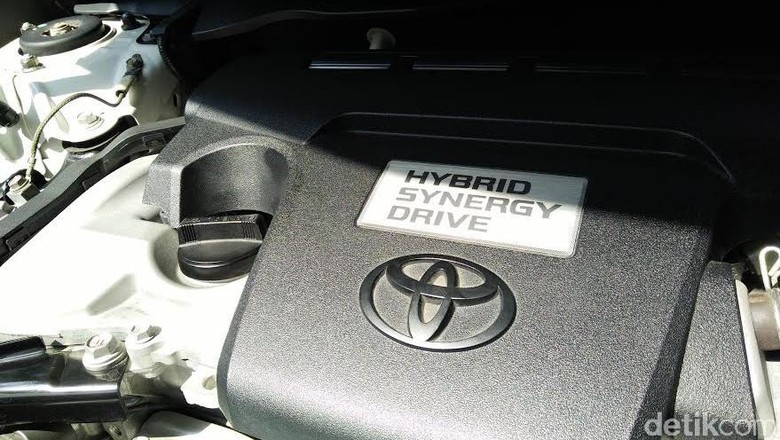 HYBRID
SYNERGY
DRIVE
detikcom